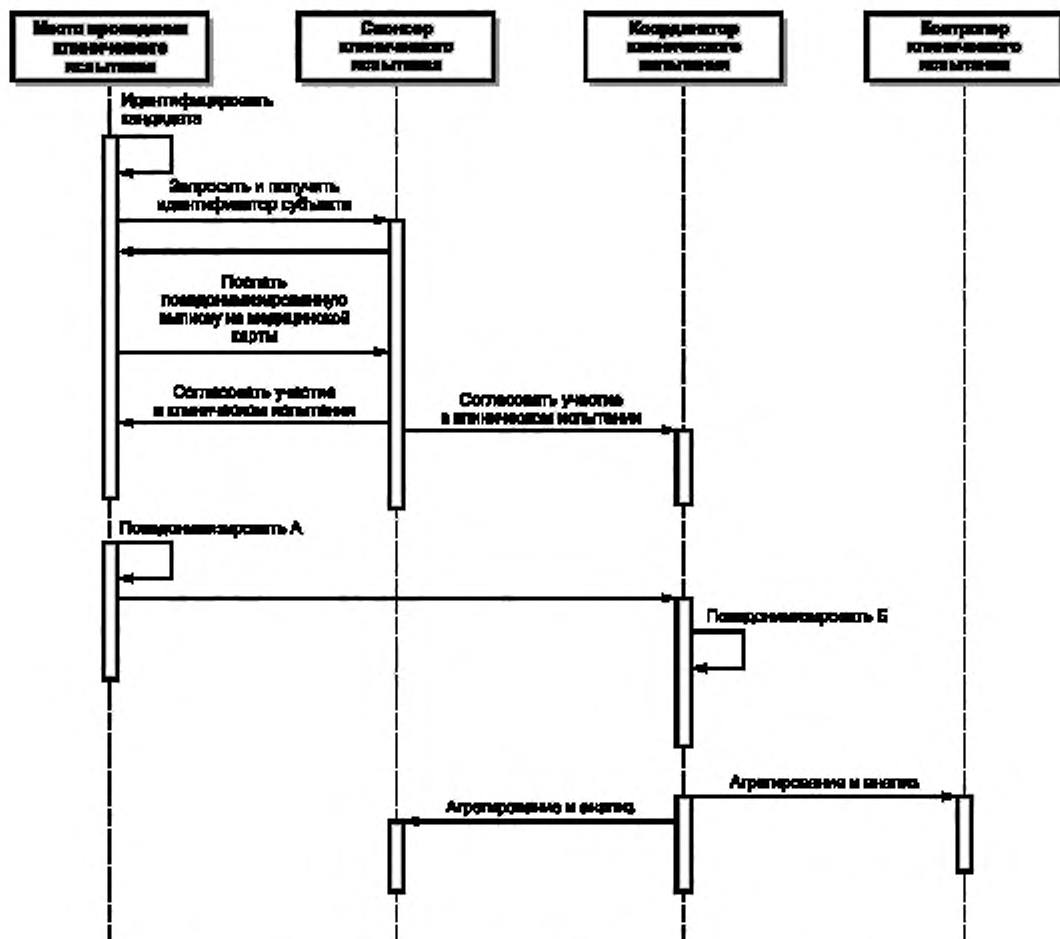 Место проведения
клинического
испытания
Спонсор
клинического
испытания
Координатор
клинического
испытания
Контролер
клинического
испытания
Идентифицировать
кандидата
Запросить и получить
идентификатор субъекта
Послать
псевдонимизированную
выписку из медицинской
карты
Согласовать участие
в клиническом испытании
Согласовать участие
в клиническом испытании
Псевдонимизировать А
Псевдонимизировать Б
Агрегирование и анализ
Агрегирование и анализ